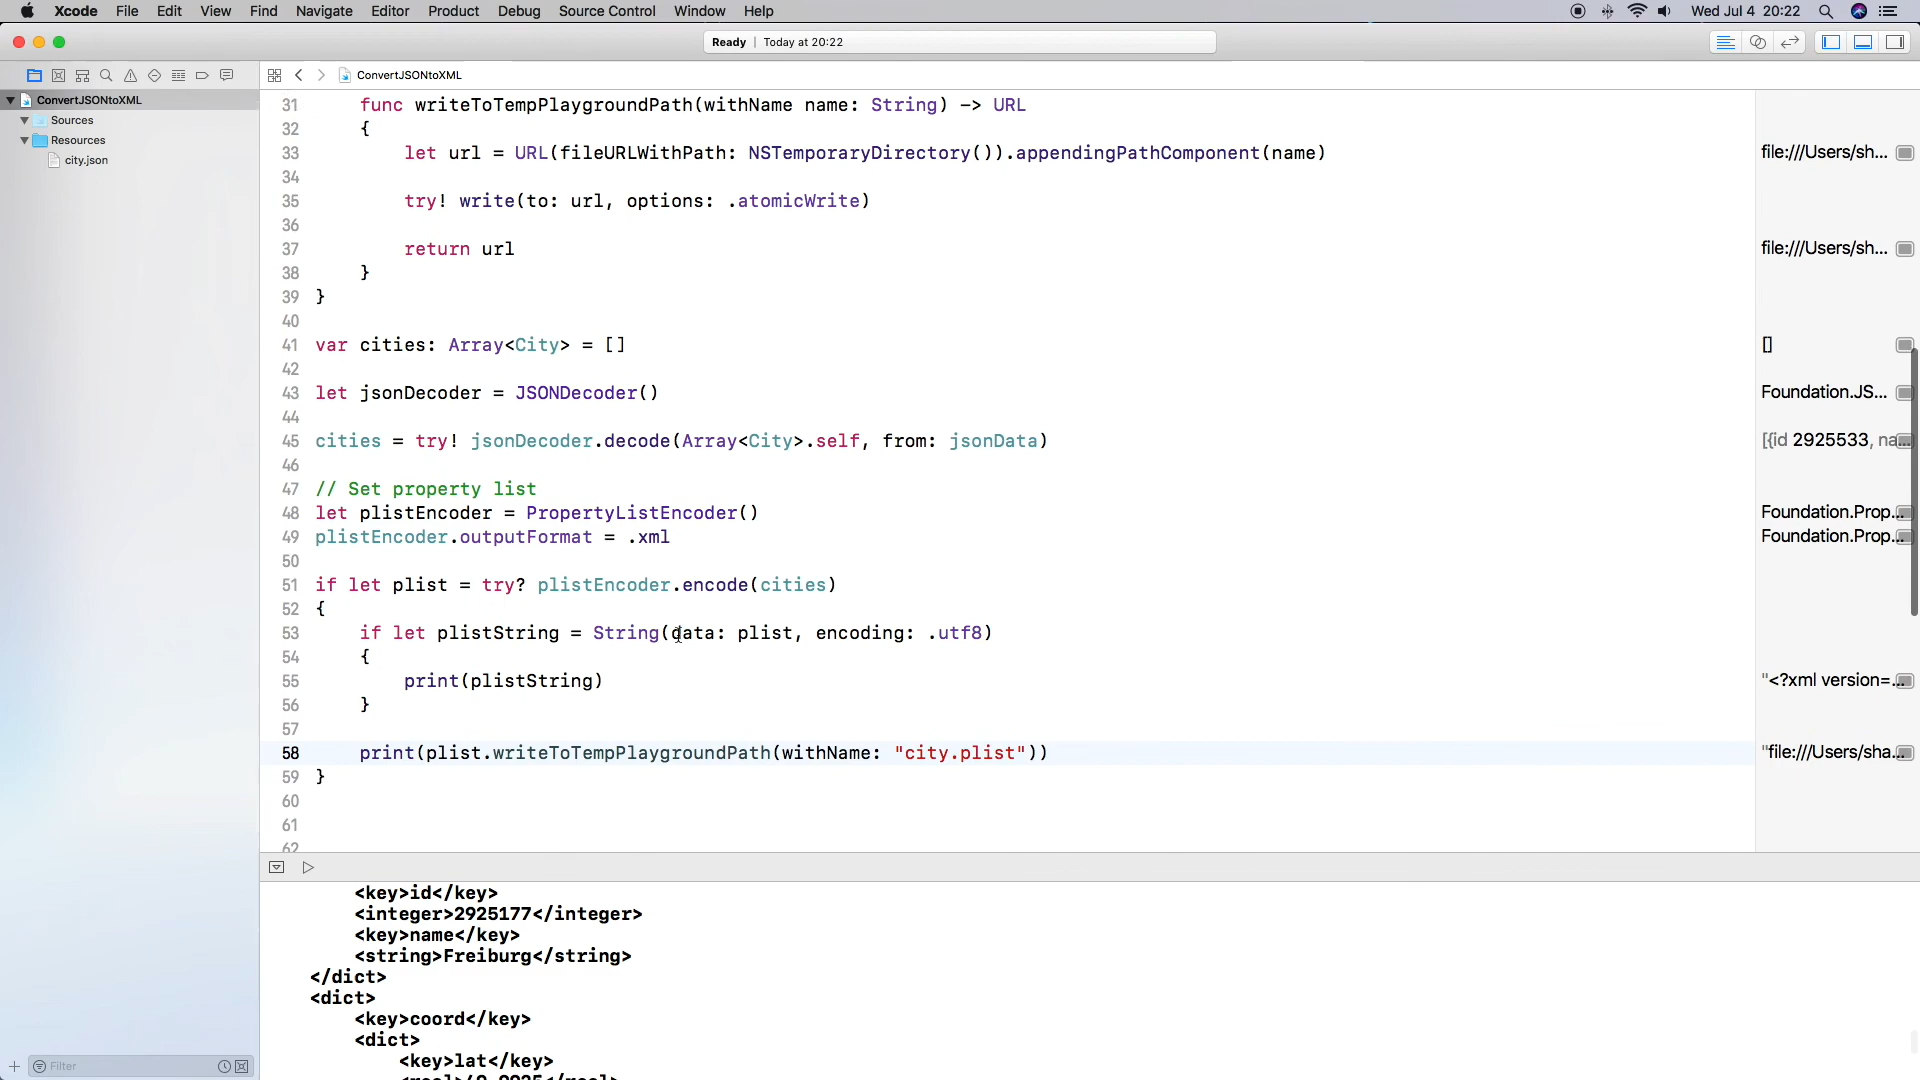 Xcode File Edit View Find Navigate Editor Product Debug Source Control Window Help Wed Jul 4 20:22
Ready | Today at 20:22
ConvertJSONtoXML
ConvertJSONtoXML
Sources
Resources
city.json
31 func writeToTempPlaygroundPath(withName name: String) -> URL
32 {
33 let url = URL(fileURLWithPath: NSTemporaryDirectory()).appendingPathComponent(name) file:///Users/sh...
34
35 try! write(to: url, options: .atomicWrite)
36
37 return url file:///Users/sh...
38 }
39 }
40
41 var cities: Array<City> = [] []
42
43 let jsonDecoder = JSONDecoder() Foundation.JS...
44
45 cities = try! jsonDecoder.decode(Array<City>.self, from: jsonData) [{id 2925533, na...
46
47 // Set property list
48 let plistEncoder = PropertyListEncoder() Foundation.Prop...
49 plistEncoder.outputFormat = .xml Foundation.Prop...
50
51 if let plist = try? plistEncoder.encode(cities)
52 {
53 if let plistString = String(data: plist, encoding: .utf8)
54 {
55 print(plistString) "<?xml version=...
56 }
57
58 print(plist.writeToTempPlaygroundPath(withName: "city.plist")) "file:///Users/sha...
59 }
60
61
62
<key>id</key>
<integer>2925177</integer>
<key>name</key>
<string>Freiburg</string>
</dict>
<dict>
<key>coord</key>
<dict>
<key>lat</key>
Filter